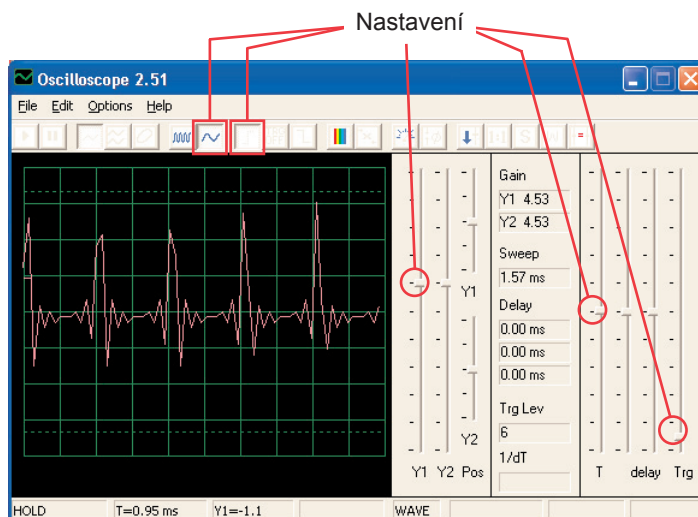 Nastavení
Oscilloscope 2.51
File Edit Options Help
Gain
Y1 4.53
Y2 4.53
Sweep
1.57 ms
Y1
Delay
0.00 ms
0.00 ms
0.00 ms
Trg Lev
6
Y2
1/dT
Y1 Y2 Pos
T delay Trg
HOLD T=0.95 ms Y1=-1.1 WAVE